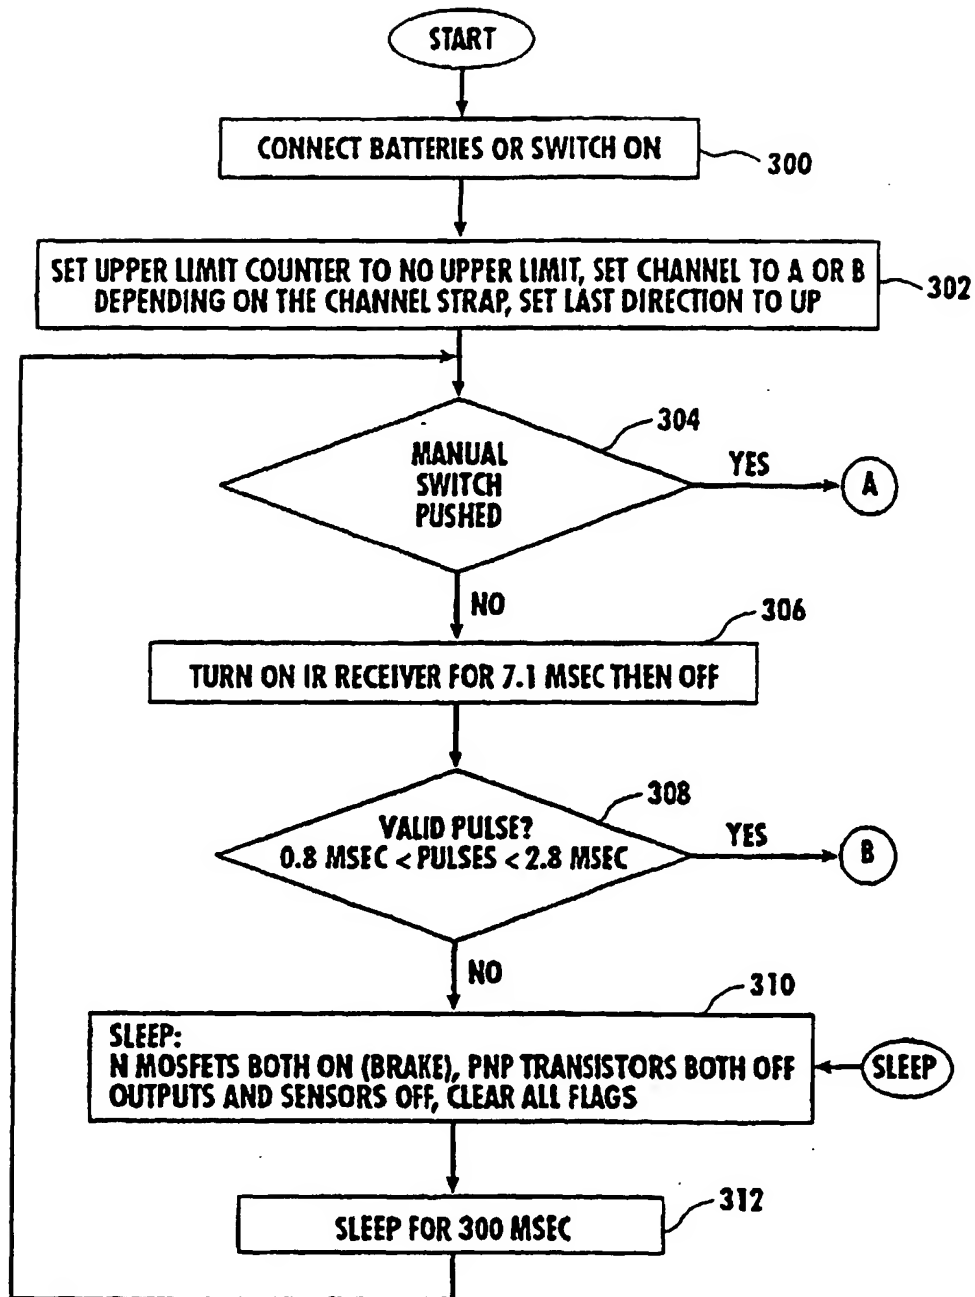 START
CONNECT BATTERIES OR SWITCH ON
300
SET UPPER LIMIT COUNTER TO NO UPPER LIMIT, SET CHANNEL TO A OR B
DEPENDING ON THE CHANNEL STRAP, SET LAST DIRECTION TO UP
302
304
MANUAL
SWITCH
PUSHED
YES
A
NO
306
TURN ON IR RECEIVER FOR 7.1 MSEC THEN OFF
308
VALID PULSE?
0.8 MSEC < PULSES < 2.8 MSEC
YES
B
NO
310
SLEEP:
N MOSFETS BOTH ON (BRAKE), PNP TRANSISTORS BOTH OFF
OUTPUTS AND SENSORS OFF, CLEAR ALL FLAGS
SLEEP
312
SLEEP FOR 300 MSEC